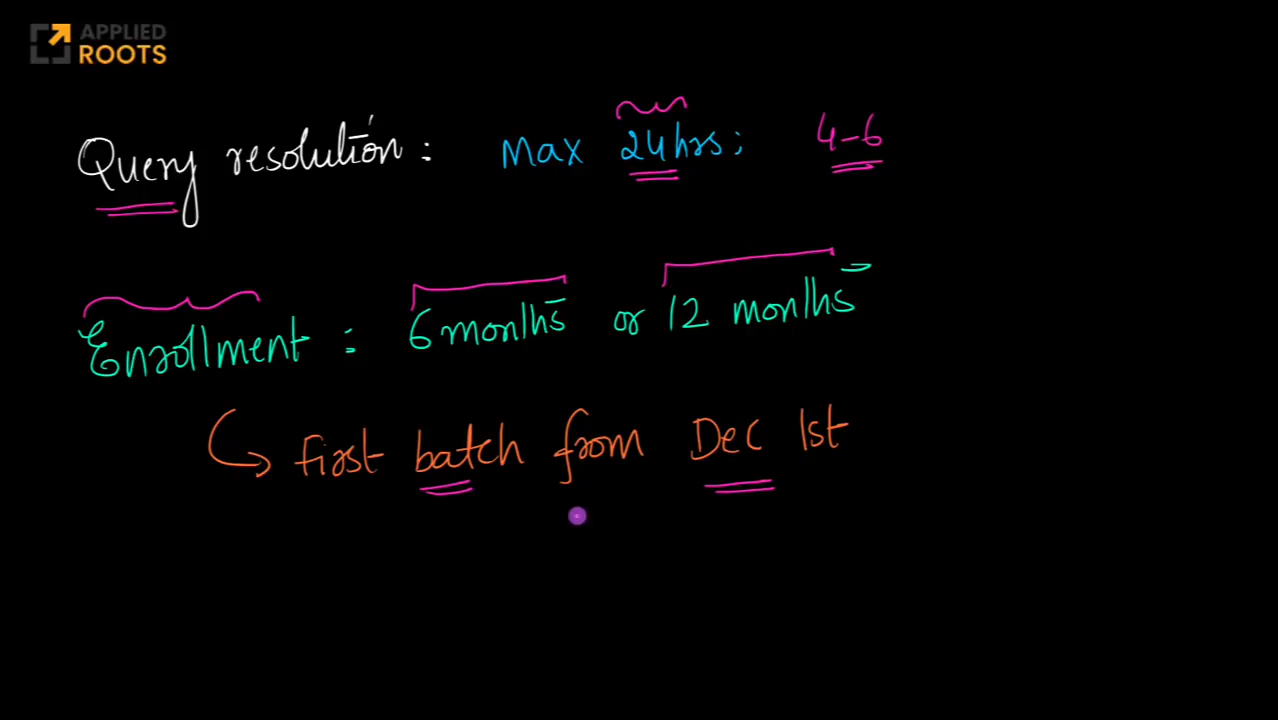 APPLIED
ROOTS
Query resolution : Max 24hrs; 4-6
Enrollment : 6 months or 12 months
First batch from Dec 1st